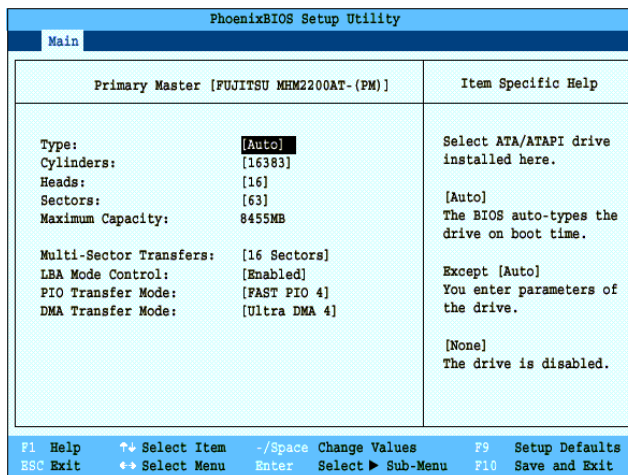 PhoenixBIOS Setup Utility
Main
Primary Master [FUJITSU MHM2200AT-(PM)]
Item Specific Help
Type: [Auto]
Cylinders: [16383]
Heads: [16]
Sectors: [63]
Maximum Capacity: 8455MB
Multi-Sector Transfers: [16 Sectors]
LBA Mode Control: [Enabled]
PIO Transfer Mode: [FAST PIO 4]
DMA Transfer Mode: [Ultra DMA 4]
Select ATA/ATAPI drive
installed here.
[Auto]
The BIOS auto-types the
drive on boot time.
Except [Auto]
You enter parameters of
the drive.
[None]
The drive is disabled.
F1 Help ↑↓ Select Item -/Space Change Values F9 Setup Defaults
ESC Exit ←→ Select Menu Enter Select ▶ Sub-Menu F10 Save and Exit